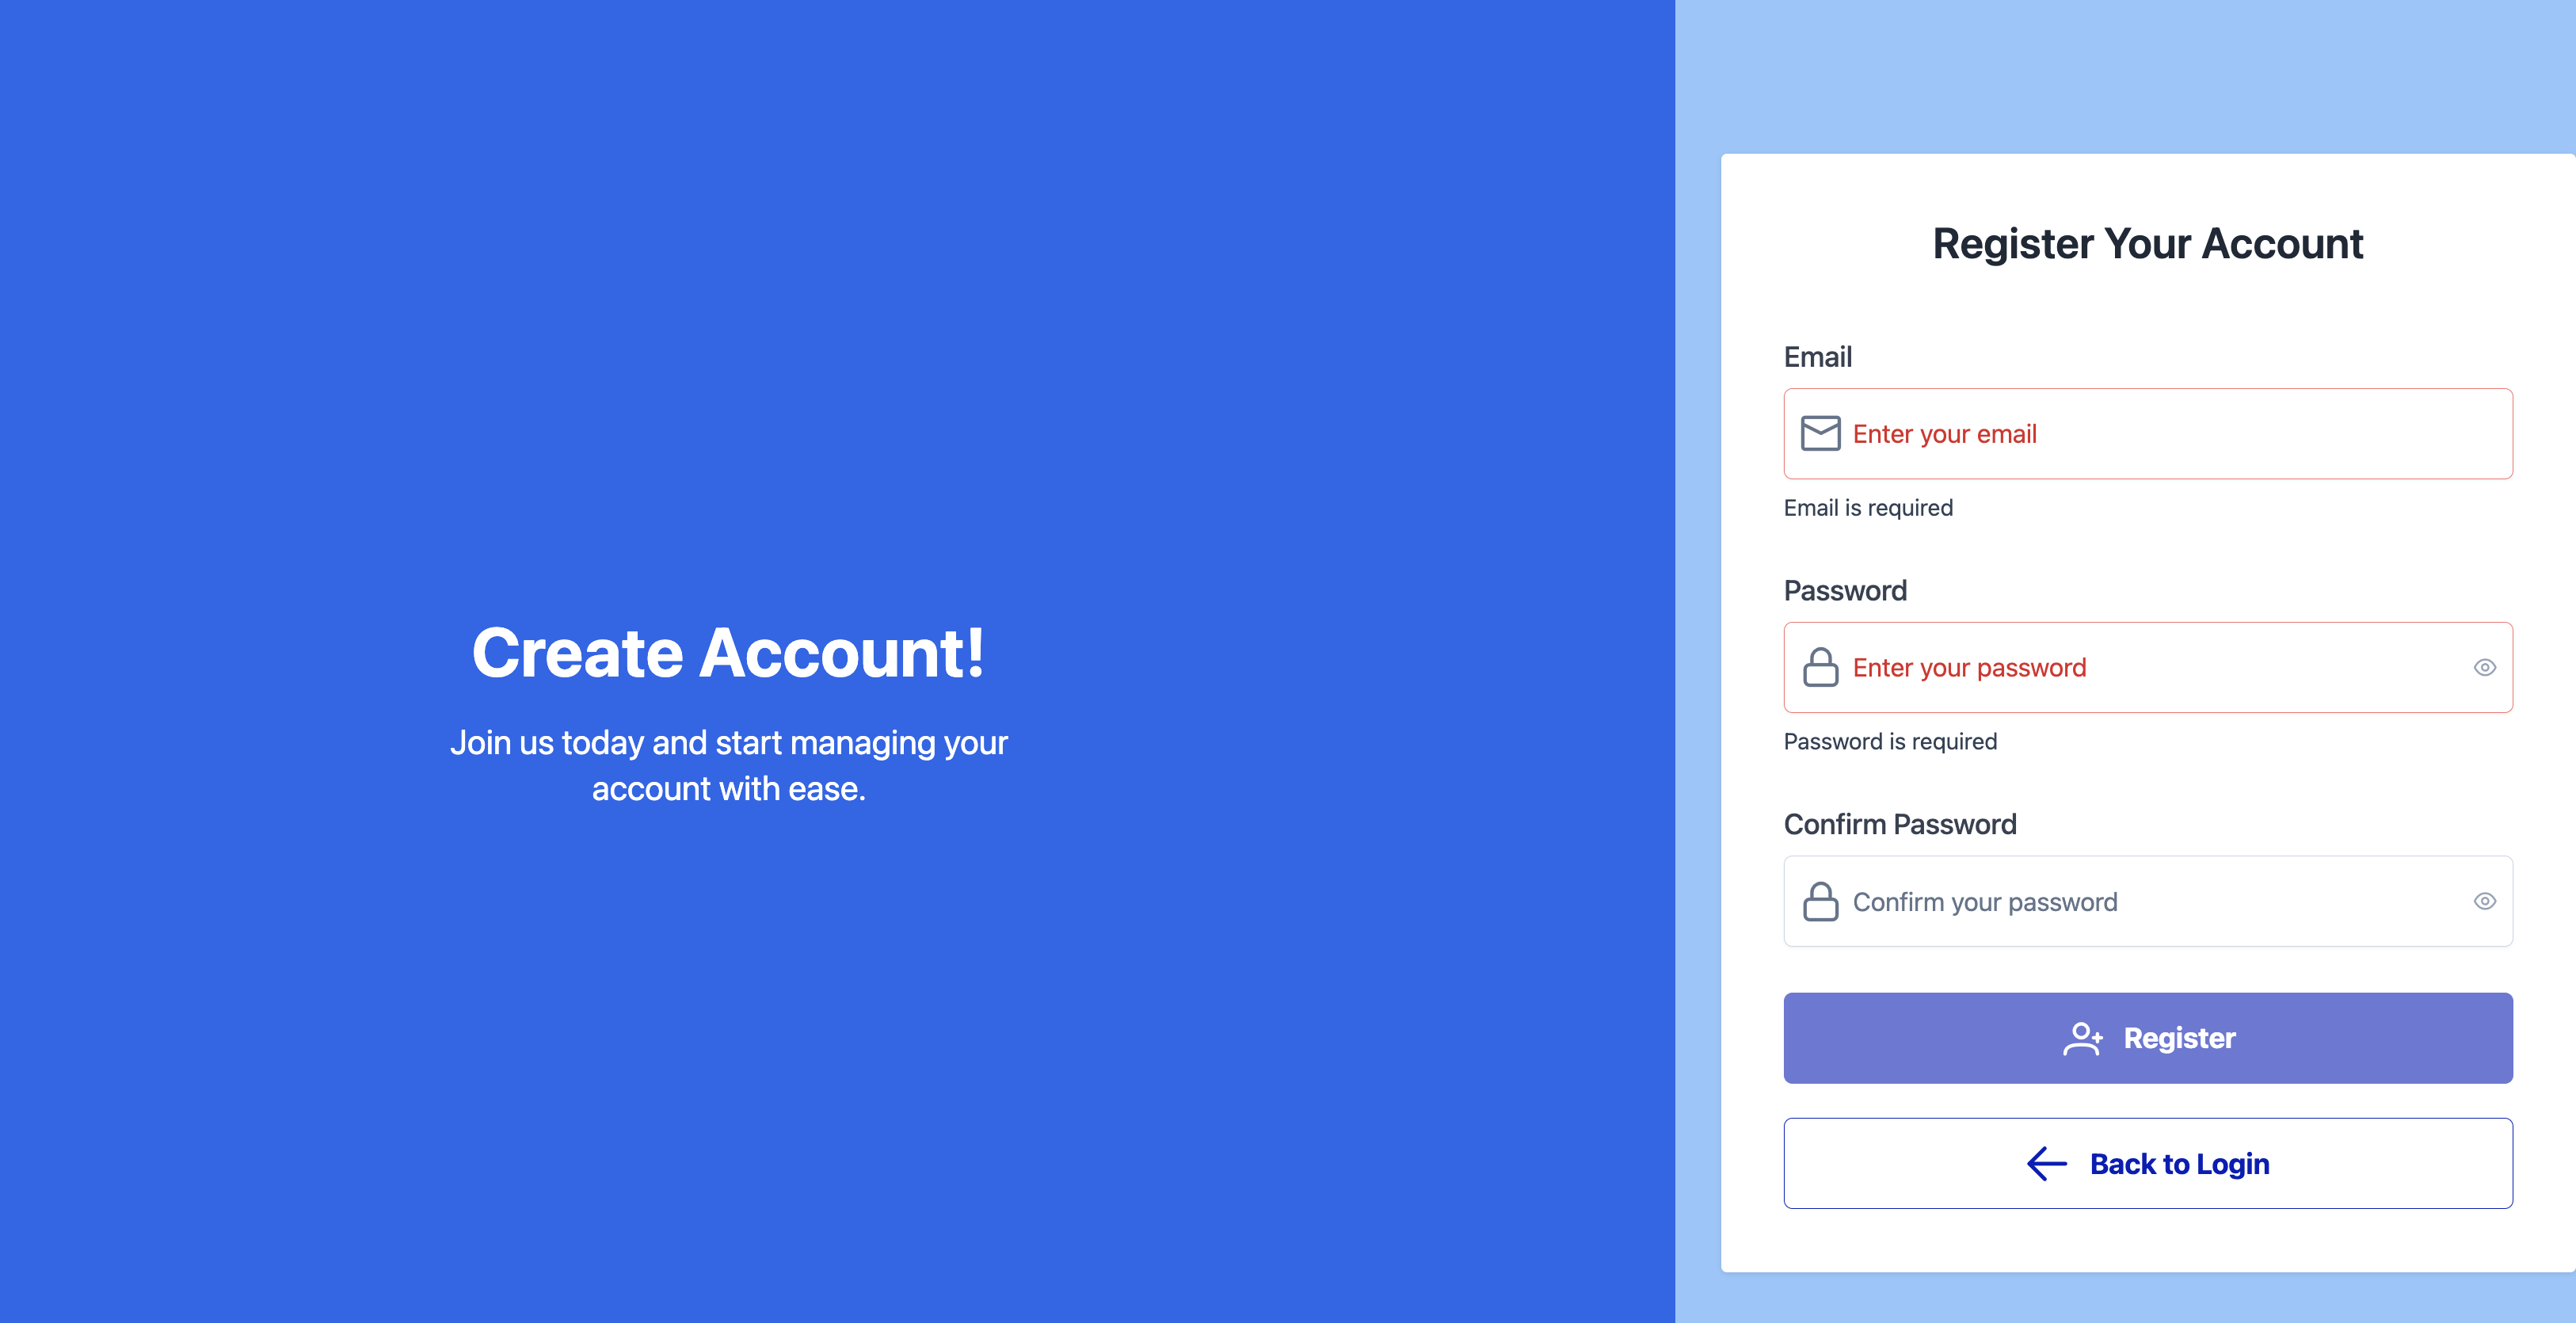 Create Account!
Join us today and start managing your
account with ease.
Register Your Account
Email
Enter your email
Email is required
Password
Enter your password
Password is required
Confirm Password
Confirm your password
Register
Back to Login